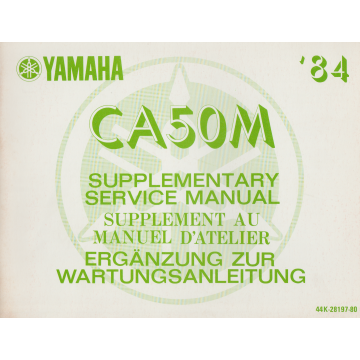 YAMAHA '84
CA50M
SUPPLEMENTARY
SERVICE MANUAL
SUPPLEMENT AU
MANUEL D'ATELIER
ERGÄNZUNG ZUR
WARTUNGSANLEITUNG
44K-28197-80